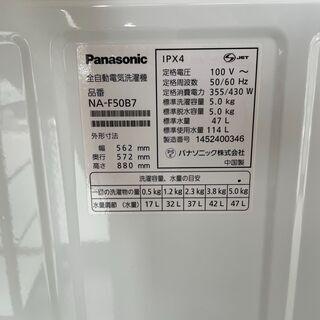 Panasonic
全自動電気洗濯機
品番
NA-F50B7
外形寸法
幅 562 mm
奥行 572 mm
高さ 880 mm
IPX4
JET
定格電圧 100 V ～
定格周波数 50/60 Hz
定格消費電力 355/430 W
標準洗濯容量 5.0 kg
標準脱水容量 5.0 kg
標準水量 47 L
標準使用水量 114 L
製造番号 1452400346
パナソニック株式会社
中国製
洗濯容量、水量の目安
一回の洗濯物の量 0.5 kg 1.2 kg 2.3 kg 3.8 kg 5.0 kg
水量調節（水量） 17 L 32 L 37 L 42 L 47 L